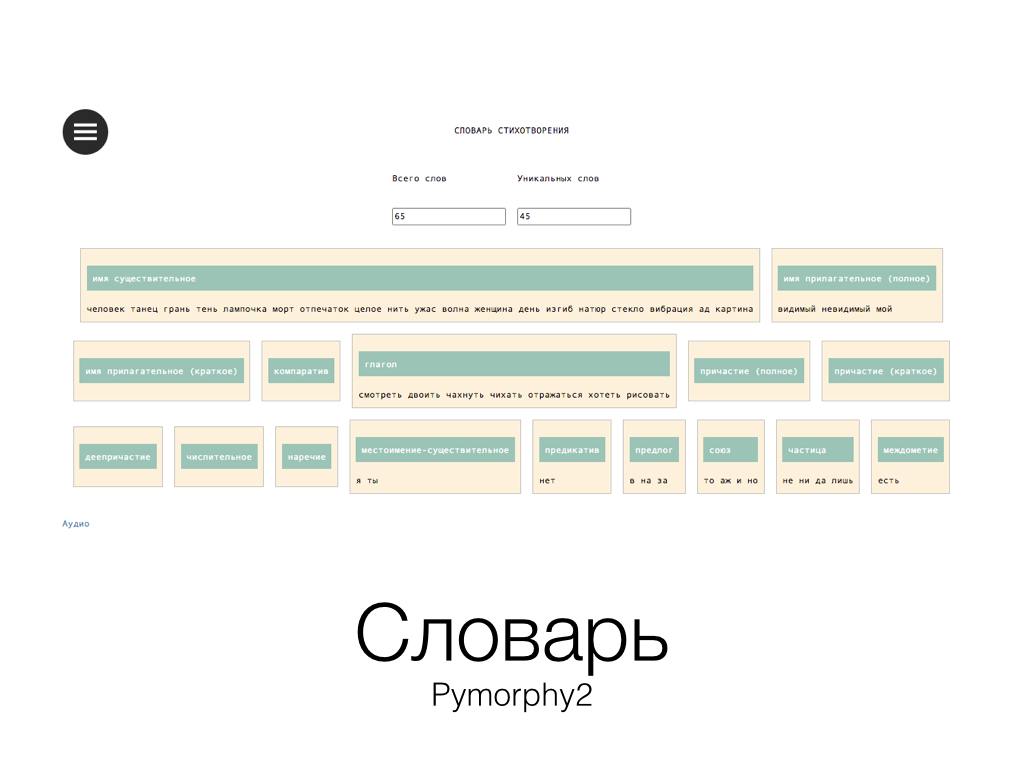 СЛОВАРЬ СТИХОТВОРЕНИЯ
Всего слов Уникальных слов
65 45
имя существительное имя прилагательное (полное)
человек танец грань тень лампочка морт отпечаток целое нить ужас волна женщина день изгиб натюр стекло вибрация ад картина видимый невидимый мой
имя прилагательное (краткое) компаратив глагол причастие (полное) причастие (краткое)
смотреть двоить чахнуть чихать отражаться хотеть рисовать
деепричастие числительное наречие местоимение-существительное предикатив предлог союз частица междометие
я ты нет в на за то аж и но не ни да лишь есть
Аудио
Словарь
Pymorphy2